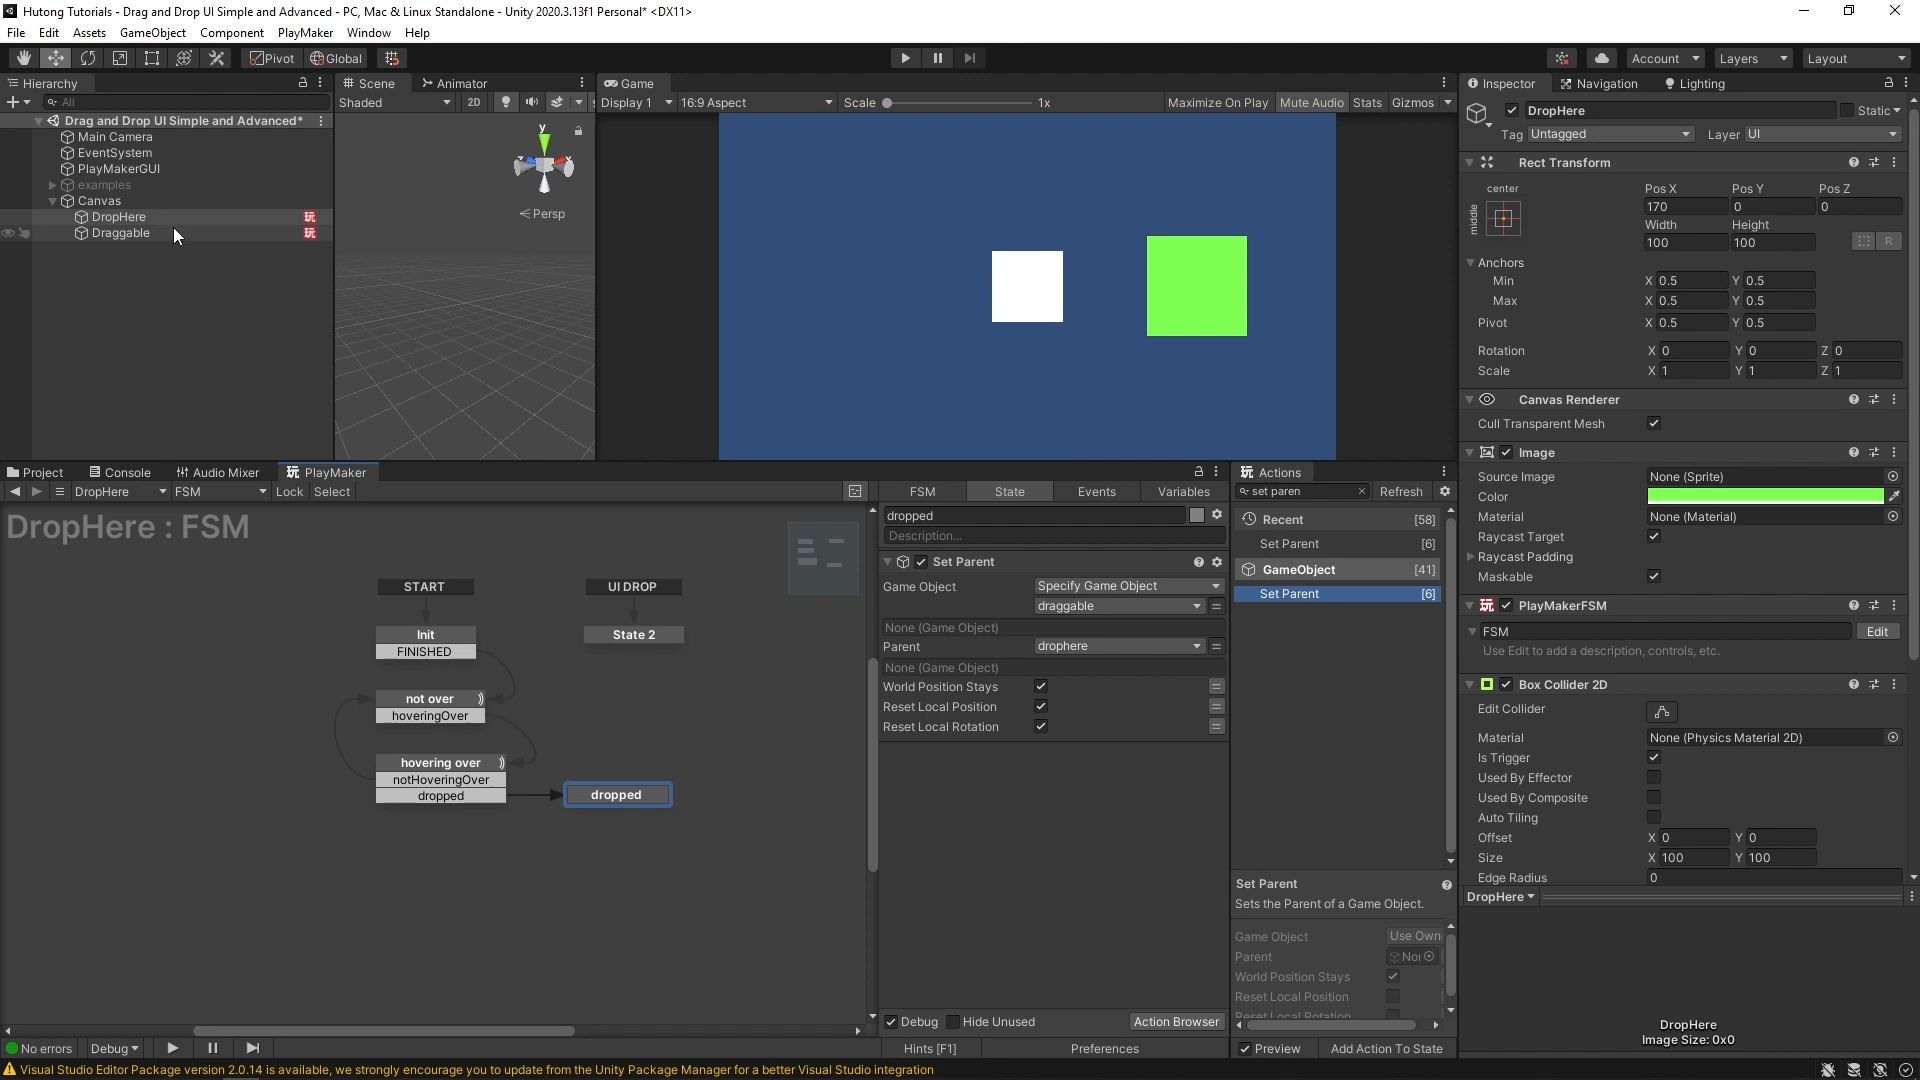 Hutong Tutorials - Drag and Drop UI Simple and Advanced - PC, Mac & Linux Standalone - Unity 2020.3.13f1 Personal* <DX11>
File Edit Assets GameObject Component PlayMaker Window Help
Pivot Global Account Layers Layout
Hierarchy
All
Drag and Drop UI Simple and Advanced*
Main Camera
EventSystem
PlayMakerGUI
examples
Canvas
DropHere
Draggable
Scene Animator
Shaded 2D
y
Persp
Game
Display 1 16:9 Aspect Scale 1x Maximize On Play Mute Audio Stats Gizmos
Inspector Navigation Lighting
DropHere Static
Tag Untagged Layer UI
Rect Transform
center
middle
Pos X Pos Y Pos Z
170 0 0
Width Height
100 100 R
Anchors
Min X 0.5 Y 0.5
Max X 0.5 Y 0.5
Pivot X 0.5 Y 0.5
Rotation X 0 Y 0 Z 0
Scale X 1 Y 1 Z 1
Canvas Renderer
Cull Transparent Mesh
Image
Source Image None (Sprite)
Color
Material None (Material)
Raycast Target
Raycast Padding
Maskable
PlayMakerFSM
FSM Edit
Use Edit to add a description, controls, etc.
Box Collider 2D
Edit Collider
Material None (Physics Material 2D)
Is Trigger
Used By Effector
Used By Composite
Auto Tiling
Offset X 0 Y 0
Size X 100 Y 100
Edge Radius 0
DropHere
DropHere
Image Size: 0x0
Project Console Audio Mixer 玩 PlayMaker
DropHere FSM Lock Select
DropHere : FSM
START
Init
FINISHED
not over
hoveringOver
hovering over
notHoveringOver
dropped
UI DROP
State 2
dropped
FSM State Events Variables
dropped
Description...
Set Parent
Game Object Specify Game Object
draggable
None (Game Object)
Parent drophere
None (Game Object)
World Position Stays
Reset Local Position
Reset Local Rotation
Debug Hide Unused Action Browser
Hints [F1] Preferences
玩 Actions
set paren Refresh
Recent [58]
Set Parent [6]
GameObject [41]
Set Parent [6]
Set Parent
Sets the Parent of a Game Object.
Game Object Use Own
Parent
World Position Stays
Reset Local Position
Reset Local Rotation
Preview Add Action To State
No errors Debug
Visual Studio Editor Package version 2.0.14 is available, we strongly encourage you to update from the Unity Package Manager for a better Visual Studio integration